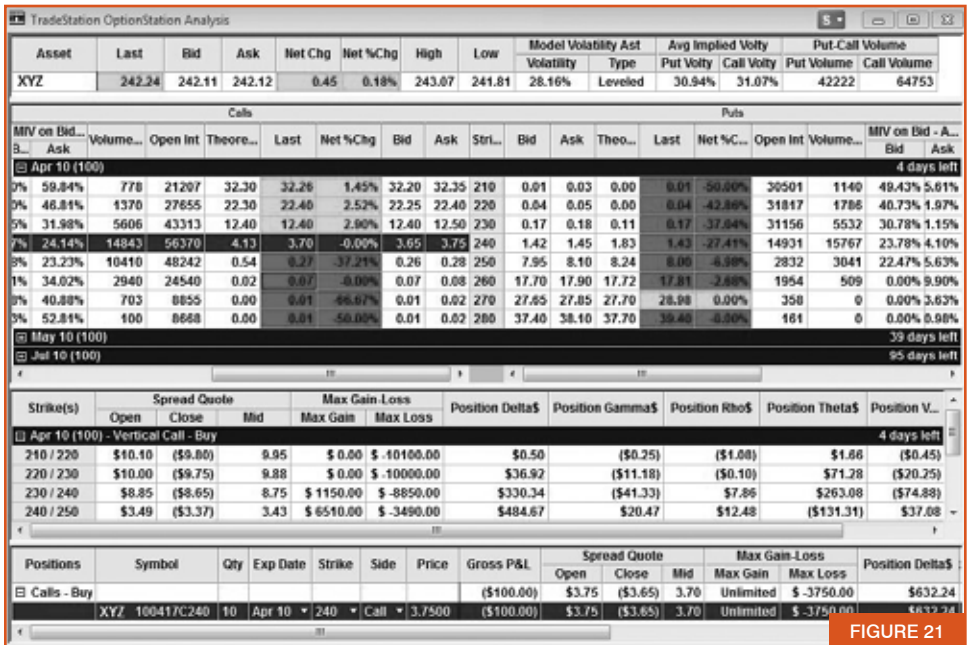 TradeStation OptionStation Analysis
S
Asset Last Bid Ask Net Chg Net %Chg High Low Model Volatility Ast Avg Implied Volty Put-Call Volume
Volatility Type Put Volty Call Volty Put Volume Call Volume
XYZ 242.24 242.11 242.12 0.45 0.18% 243.07 241.81 28.16% Leveled 30.94% 31.07% 42222 64753
Calls Puts
MIV on Bid... Volume... Open Int Theore... Last Net %Chg Bid Ask Stri... Bid Ask Theo... Last Net %C... Open Int Volume... MIV on Bid - A...
B... Ask Bid Ask
Apr 10 (100) 4 days left
0% 59.84% 778 21207 32.30 32.26 1.45% 32.20 32.35 210 0.01 0.03 0.00 0.01 -50.00% 30501 1140 49.43% 5.61%
0% 46.81% 1370 27655 22.30 22.40 2.52% 22.25 22.40 220 0.04 0.05 0.00 0.04 -42.86% 31817 1786 40.73% 1.97%
5% 31.98% 5606 43313 12.40 12.40 2.90% 12.40 12.50 230 0.17 0.18 0.11 0.17 -37.04% 31156 5532 30.78% 1.15%
7% 24.14% 14843 56370 4.13 3.70 -0.00% 3.65 3.75 240 1.42 1.45 1.83 1.43 -27.41% 14931 15767 23.78% 4.10%
8% 23.23% 10410 48242 0.54 0.27 -37.21% 0.26 0.28 250 7.95 8.10 8.24 8.00 -6.98% 2832 3041 22.47% 5.63%
1% 34.02% 2940 24540 0.02 0.07 -0.00% 0.07 0.08 260 17.70 17.90 17.72 17.81 -2.68% 1954 509 0.00% 9.90%
0% 40.88% 703 8855 0.00 0.01 -66.67% 0.01 0.02 270 27.65 27.85 27.70 28.98 0.00% 358 0 0.00% 3.63%
3% 52.81% 100 8668 0.00 0.01 -50.00% 0.01 0.02 280 37.40 38.10 37.70 39.40 -0.00% 161 0 0.00% 0.98%
May 10 (100) 39 days left
Jul 10 (100) 95 days left
Strike(s) Spread Quote Max Gain-Loss Position Delta$ Position Gamma$ Position Rho$ Position Theta$ Position V...
Open Close Mid Max Gain Max Loss
Apr 10 (100) - Vertical Call - Buy 4 days left
210 / 220 $10.10 ($9.80) 9.95 $ 0.00 $ -10100.00 $0.50 ($0.25) ($1.08) $1.66 ($0.45)
220 / 230 $10.00 ($9.75) 9.88 $ 0.00 $ -10000.00 $36.92 ($11.18) ($0.10) $71.28 ($20.25)
230 / 240 $8.85 ($8.65) 8.75 $ 1150.00 $ -8850.00 $330.34 ($41.33) $7.86 $263.08 ($74.88)
240 / 250 $3.49 ($3.37) 3.43 $ 6510.00 $ -3490.00 $484.67 $20.47 $12.48 ($131.31) $37.08
Positions Symbol Qty Exp Date Strike Side Price Gross P&L Spread Quote Max Gain-Loss Position Delta$
Open Close Mid Max Gain Max Loss
Calls - Buy ($100.00) $3.75 ($3.65) 3.70 Unlimited $ -3750.00 $632.24
XYZ 100417C240 10 Apr 10 240 Call 3.7500 ($100.00) $3.75 ($3.65) 3.70 Unlimited $ -3750.00 $632.24
FIGURE 21